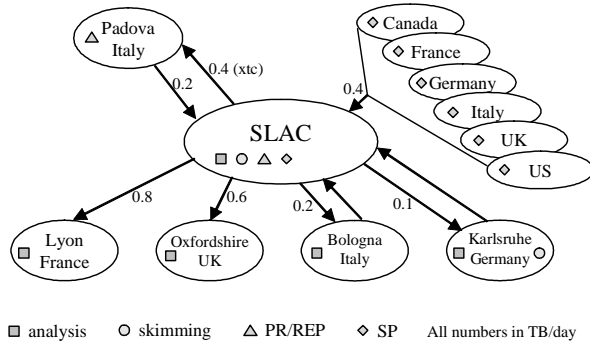 Padova
Italy
0.2
0.4 (xtc)
Canada
France
Germany
Italy
UK
US
0.4
SLAC
0.8
0.6
0.2
0.1
Lyon
France
Oxfordshire
UK
Bologna
Italy
Karlsruhe
Germany
analysis
skimming
PR/REP
SP
All numbers in TB/day